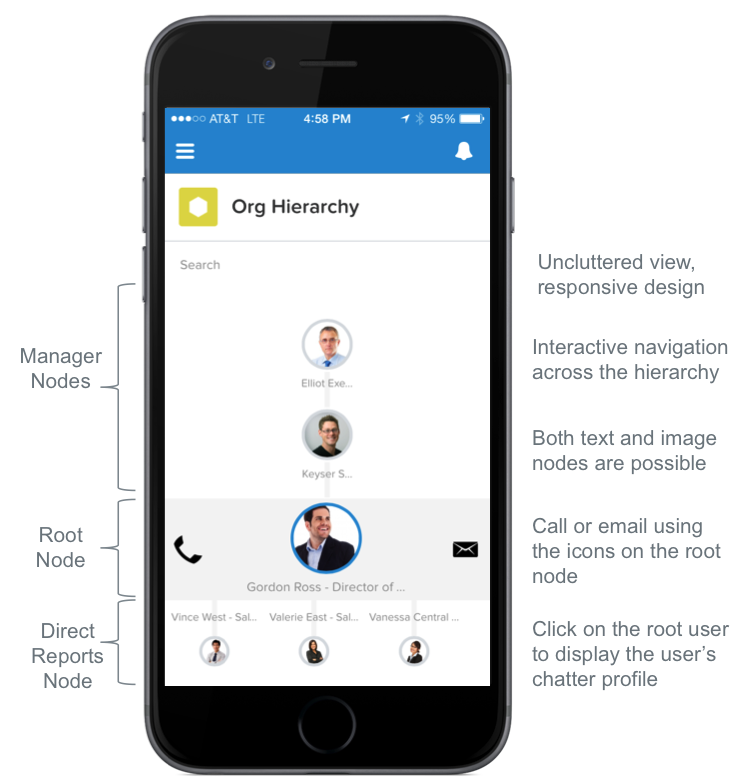 AT&T LTE 4:58 PM 95%
Org Hierarchy
Search
Elliot Exe...
Keyser S...
Gordon Ross - Director of ...
Vince West - Sal... Valerie East - Sal... Vanessa Central ...
Manager
Nodes
Root
Node
Direct
Reports
Node
Uncluttered view,
responsive design
Interactive navigation
across the hierarchy
Both text and image
nodes are possible
Call or email using
the icons on the root
node
Click on the root user
to display the user’s
chatter profile